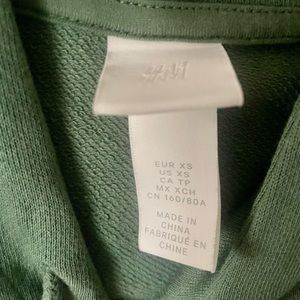 H&M
EUR XS
US XS
CA TP
MX XCH
CN 160/80A
MADE IN
CHINA
FABRIQUÉ EN
CHINE